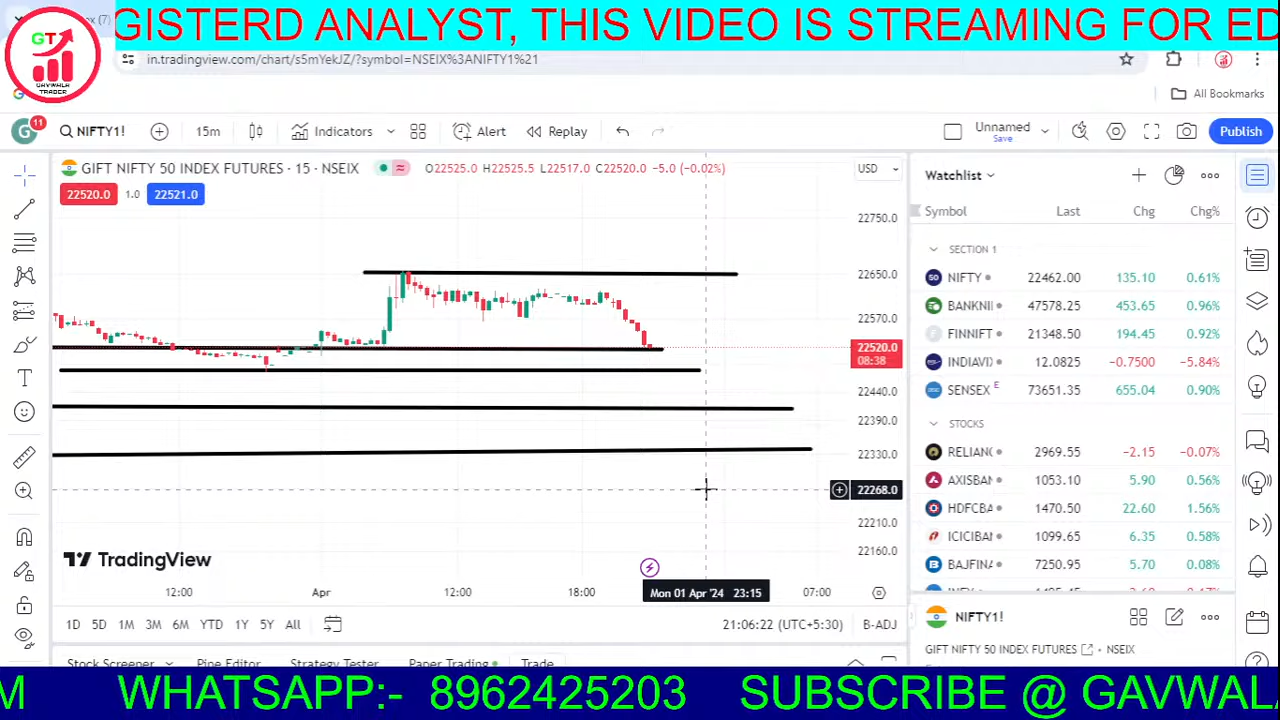 GISTERD ANALYST, THIS VIDEO IS STREAMING FOR ED
GT
GAVWALA
TRADER
in.tradingview.com/chart/s5mYekJZ/?symbol=NSEIX%3ANIFTY1%21
All Bookmarks
G 11 NIFTY1! 15m Indicators Alert Replay Unnamed Save Publish
GIFT NIFTY 50 INDEX FUTURES · 15 · NSEIX O22525.0 H22525.5 L22517.0 C22520.0 -5.0 (-0.02%) USD
22520.0 1.0 22521.0
22750.0
22650.0
22570.0
22520.0
08:38
22440.0
22390.0
22330.0
22268.0
22210.0
22160.0
TradingView
12:00 Apr 12:00 18:00 Mon 01 Apr '24 23:15 07:00
1D 5D 1M 3M 6M YTD 1Y 5Y All 21:06:22 (UTC+5:30) B-ADJ
Stock Screener Pine Editor Strategy Tester Paper Trading Trade
Watchlist
Symbol Last Chg Chg%
SECTION 1
NIFTY 22462.00 135.10 0.61%
BANKNI 47578.25 453.65 0.96%
FINNIFT 21348.50 194.45 0.92%
INDIAVI 12.0825 -0.7500 -5.84%
SENSEX E 73651.35 655.04 0.90%
STOCKS
RELIANC 2969.55 -2.15 -0.07%
AXISBAN 1053.10 5.90 0.56%
HDFCBA 1470.50 22.60 1.56%
ICICIBAN 1099.65 6.35 0.58%
BAJFINA 7250.95 5.70 0.08%
NIFTY1!
GIFT NIFTY 50 INDEX FUTURES · NSEIX
M WHATSAPP:- 8962425203 SUBSCRIBE @ GAVWALA